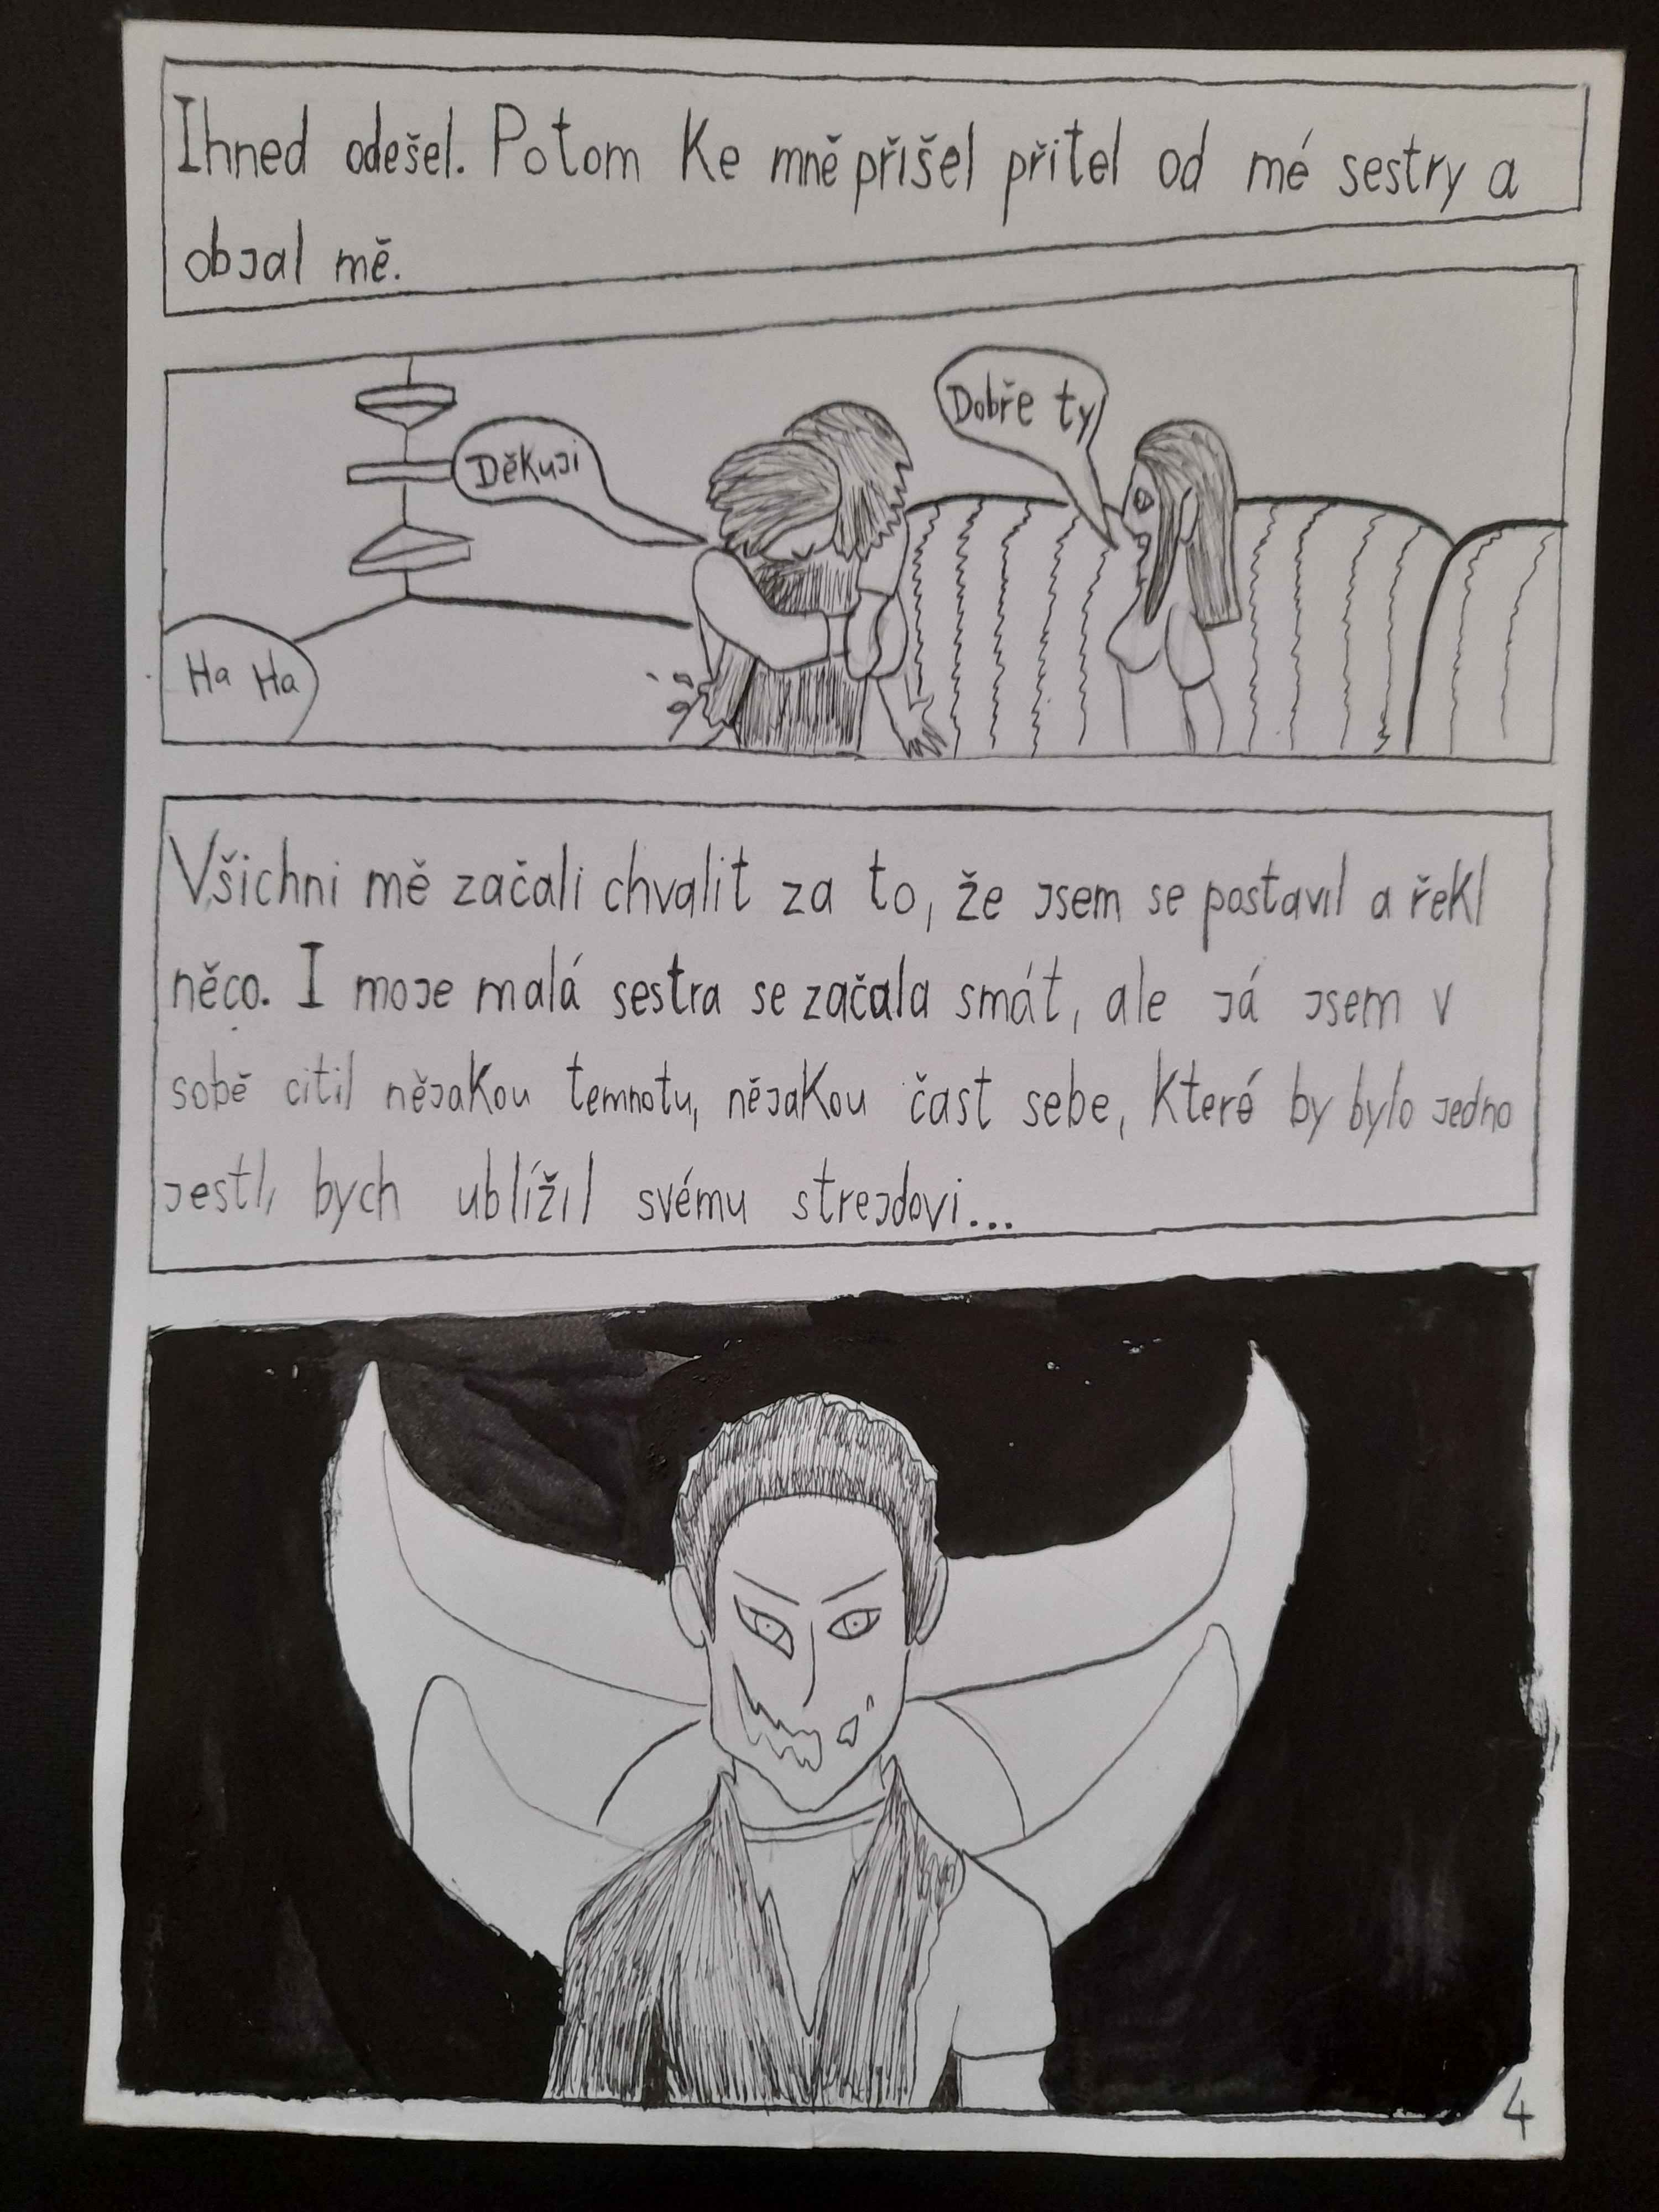 Ihned odešel. Potom ke mně přišel přítel od mé sestry a
objal mě.
Děkuji
Dobře ty
Ha Ha
Všichni mě začali chvalit za to, že jsem se postavil a řekl
něco. I moje malá sestra se začala smát, ale já jsem v
sobě citil nějakou temnotu, nějakou čast sebe, které by bylo jedno
jestli bych ublížil svému strejdovi...
4